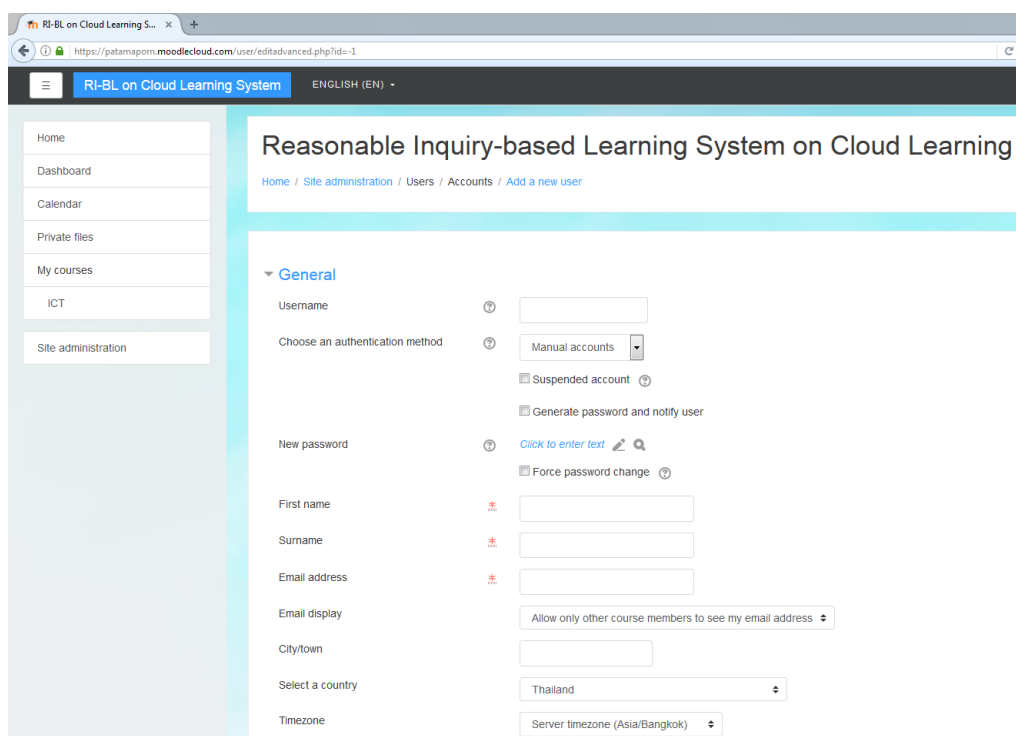 RI-BL on Cloud Learning S...
https://patamaporn.moodlecloud.com/user/editadvanced.php?id=-1
RI-BL on Cloud Learning System
ENGLISH (EN)
Home
Dashboard
Calendar
Private files
My courses
ICT
Site administration
Reasonable Inquiry-based Learning System on Cloud Learning
Home / Site administration / Users / Accounts / Add a new user
General
Username
Choose an authentication method Manual accounts
Suspended account
Generate password and notify user
New password Click to enter text
Force password change
First name
Surname
Email address
Email display Allow only other course members to see my email address
City/town
Select a country Thailand
Timezone Server timezone (Asia/Bangkok)